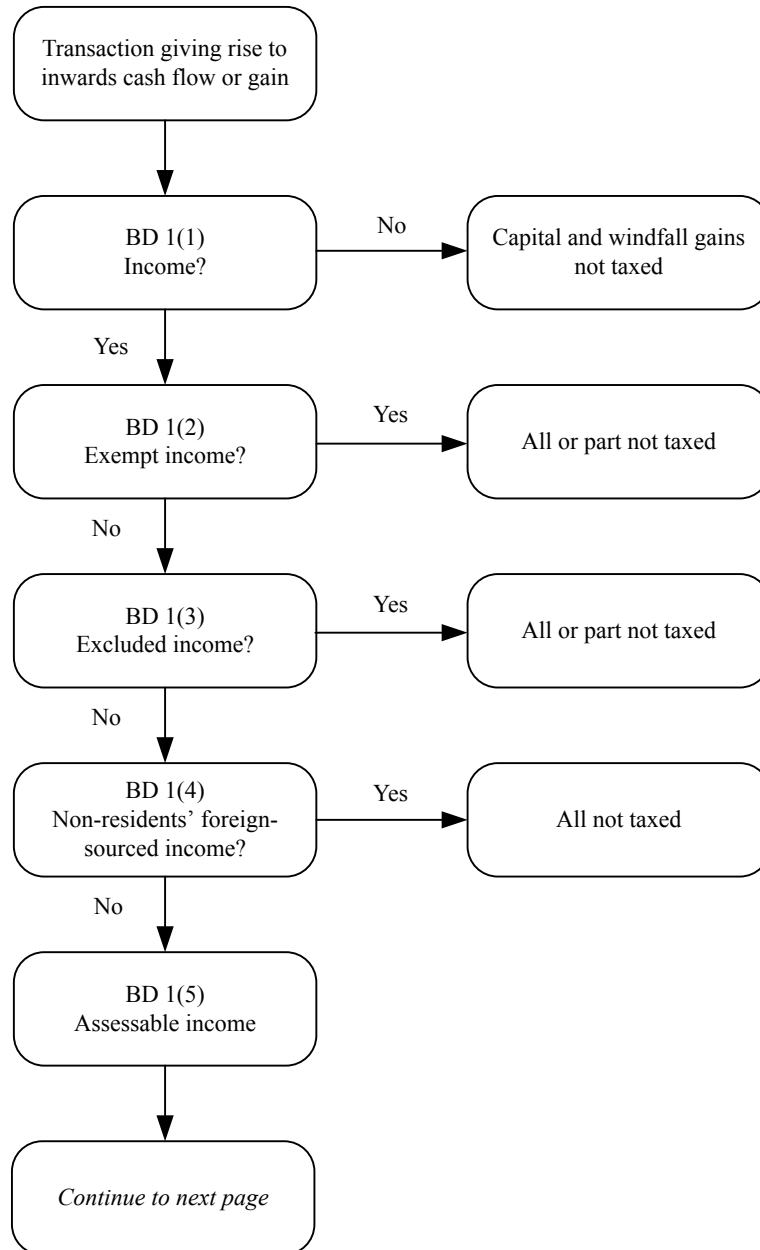 Transaction giving rise to
inwards cash flow or gain
BD 1(1)
Income?
No
Capital and windfall gains
not taxed
Yes
BD 1(2)
Exempt income?
Yes
All or part not taxed
No
BD 1(3)
Excluded income?
Yes
All or part not taxed
No
BD 1(4)
Non-residents’ foreign-
sourced income?
Yes
All not taxed
No
BD 1(5)
Assessable income
Continue to next page